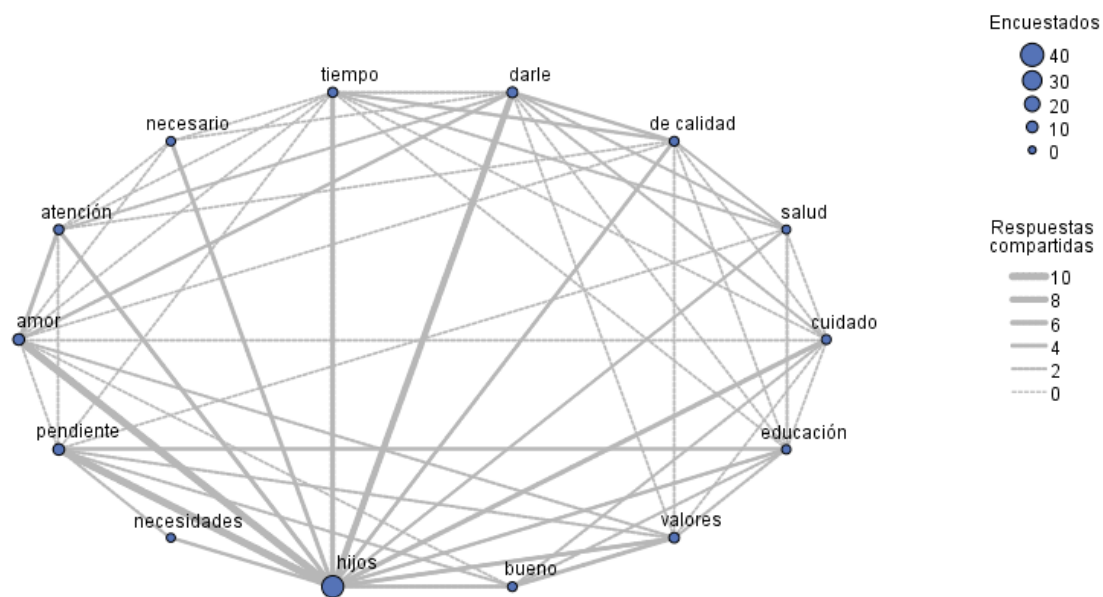 Encuestados
40
30
20
10
0
Respuestas
compartidas
10
8
6
4
2
0
tiempo
darle
necesario
de calidad
atención
salud
amor
cuidado
pendiente
educación
necesidades
valores
hijos
bueno